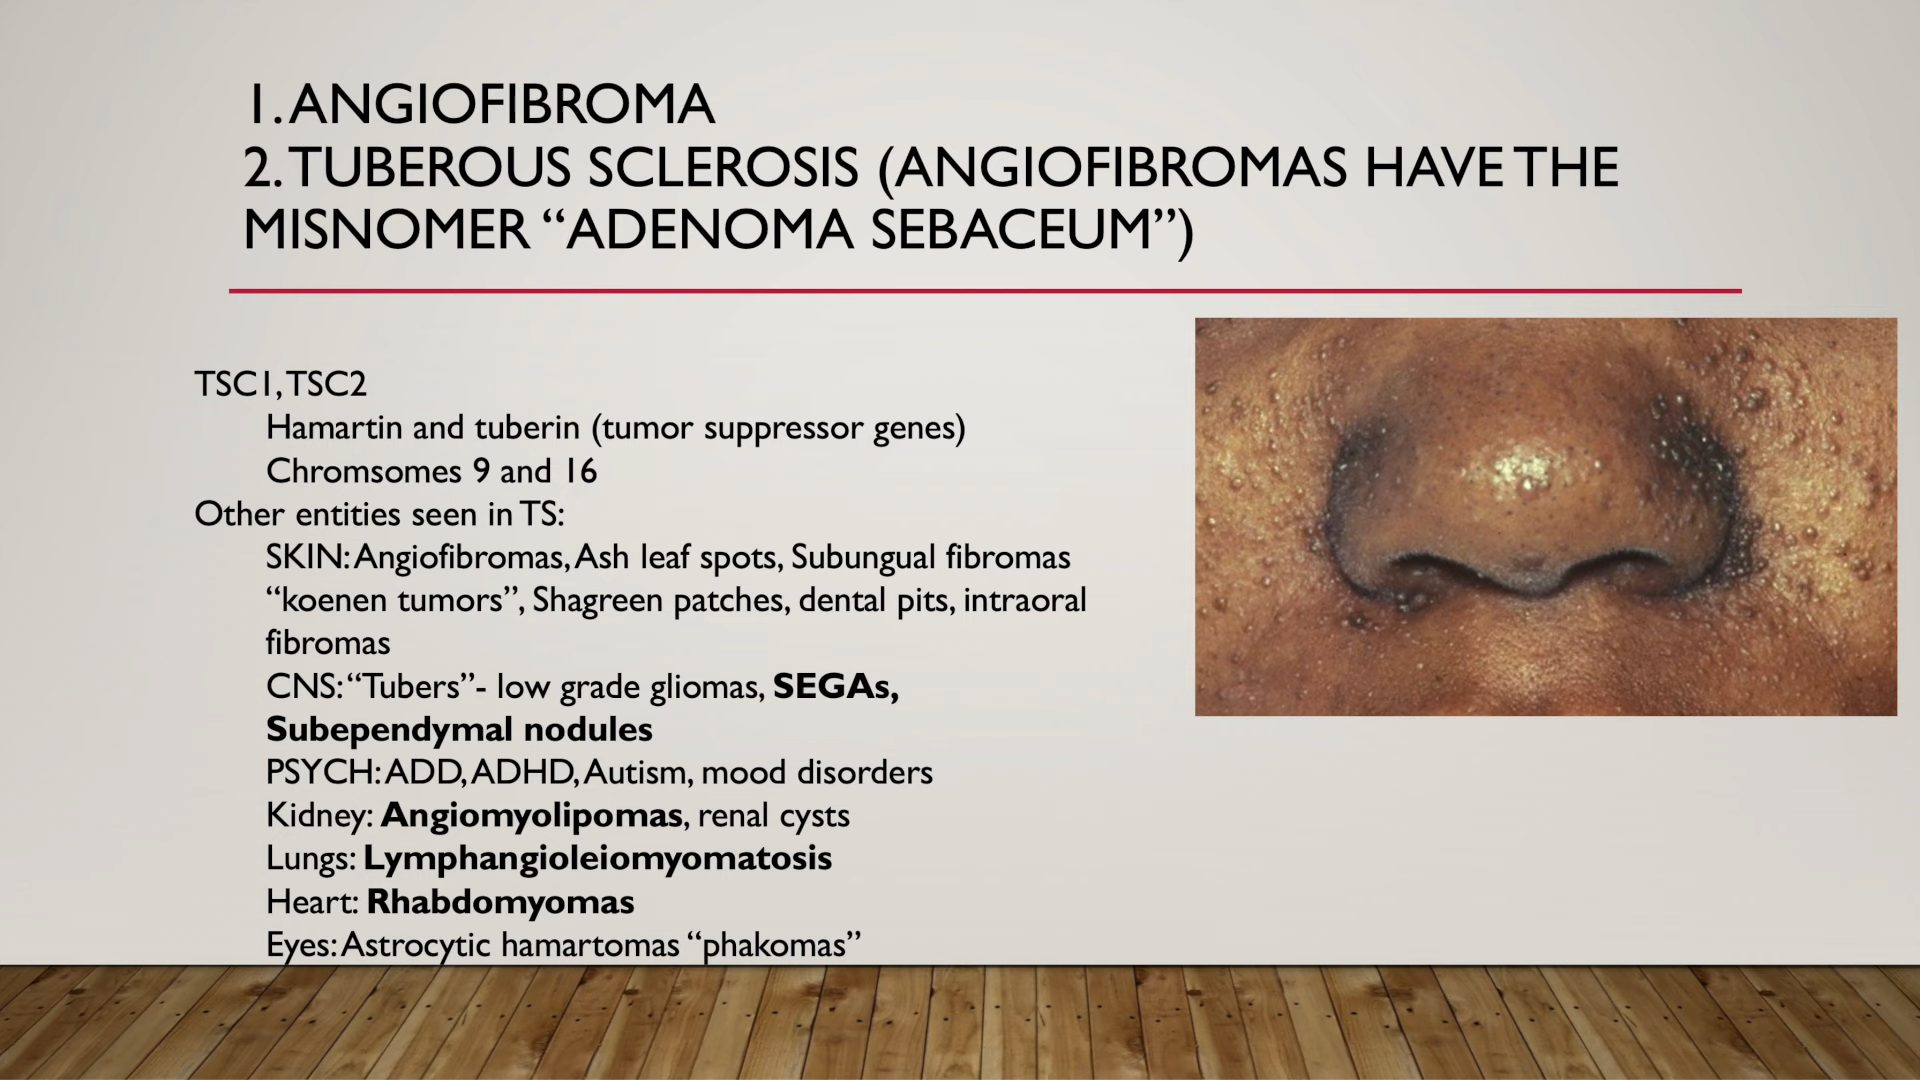 1. ANGIOFIBROMA
2. TUBEROUS SCLEROSIS (ANGIOFIBROMAS HAVE THE
MISNOMER “ADENOMA SEBACEUM”)
TSC1, TSC2
Hamartin and tuberin (tumor suppressor genes)
Chromsomes 9 and 16
Other entities seen in TS:
SKIN: Angiofibromas, Ash leaf spots, Subungual fibromas
“koenen tumors”, Shagreen patches, dental pits, intraoral
fibromas
CNS: “Tubers”- low grade gliomas, SEGAs,
Subependymal nodules
PSYCH: ADD, ADHD, Autism, mood disorders
Kidney: Angiomyolipomas, renal cysts
Lungs: Lymphangioleiomyomatosis
Heart: Rhabdomyomas
Eyes: Astrocytic hamartomas “phakomas”